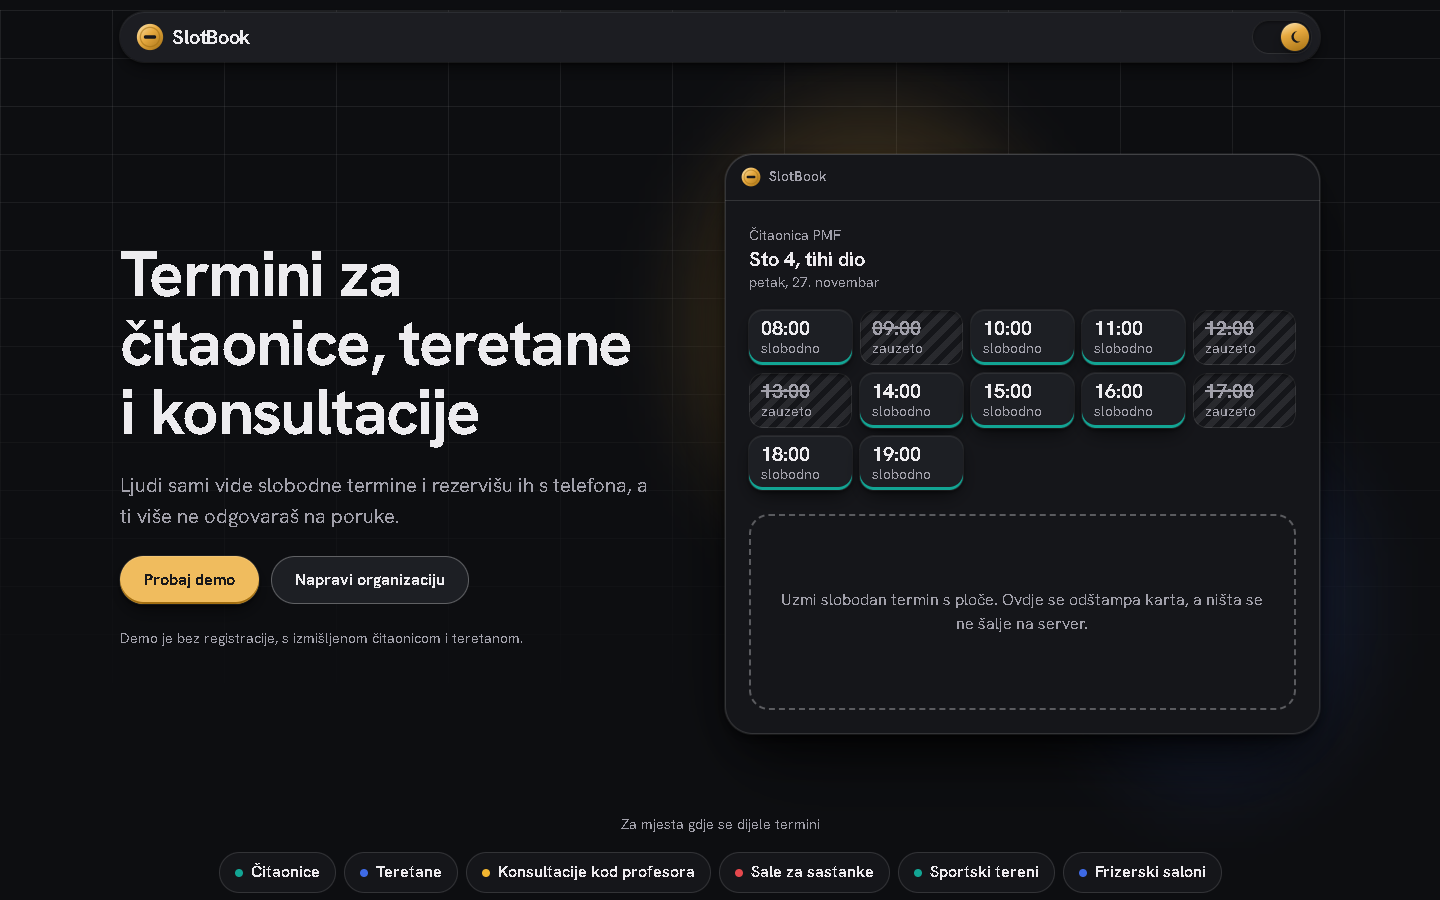 SlotBook
Termini za
čitaonice, teretane
i konsultacije
Ljudi sami vide slobodne termine i rezervišu ih s telefona, a
ti više ne odgovaraš na poruke.
Probaj demo
Napravi organizaciju
Demo je bez registracije, s izmišljenom čitaonicom i teretanom.
SlotBook
Čitaonica PMF
Sto 4, tihi dio
petak, 27. novembar
08:00 09:00 10:00 11:00 12:00
slobodno zauzeto slobodno slobodno zauzeto
13:00 14:00 15:00 16:00 17:00
zauzeto slobodno slobodno slobodno zauzeto
18:00 19:00
slobodno slobodno
Uzmi slobodan termin s ploče. Ovdje se odštampa karta, a ništa se
ne šalje na server.
Za mjesta gdje se dijele termini
Čitaonice
Teretane
Konsultacije kod profesora
Sale za sastanke
Sportski tereni
Frizerski saloni